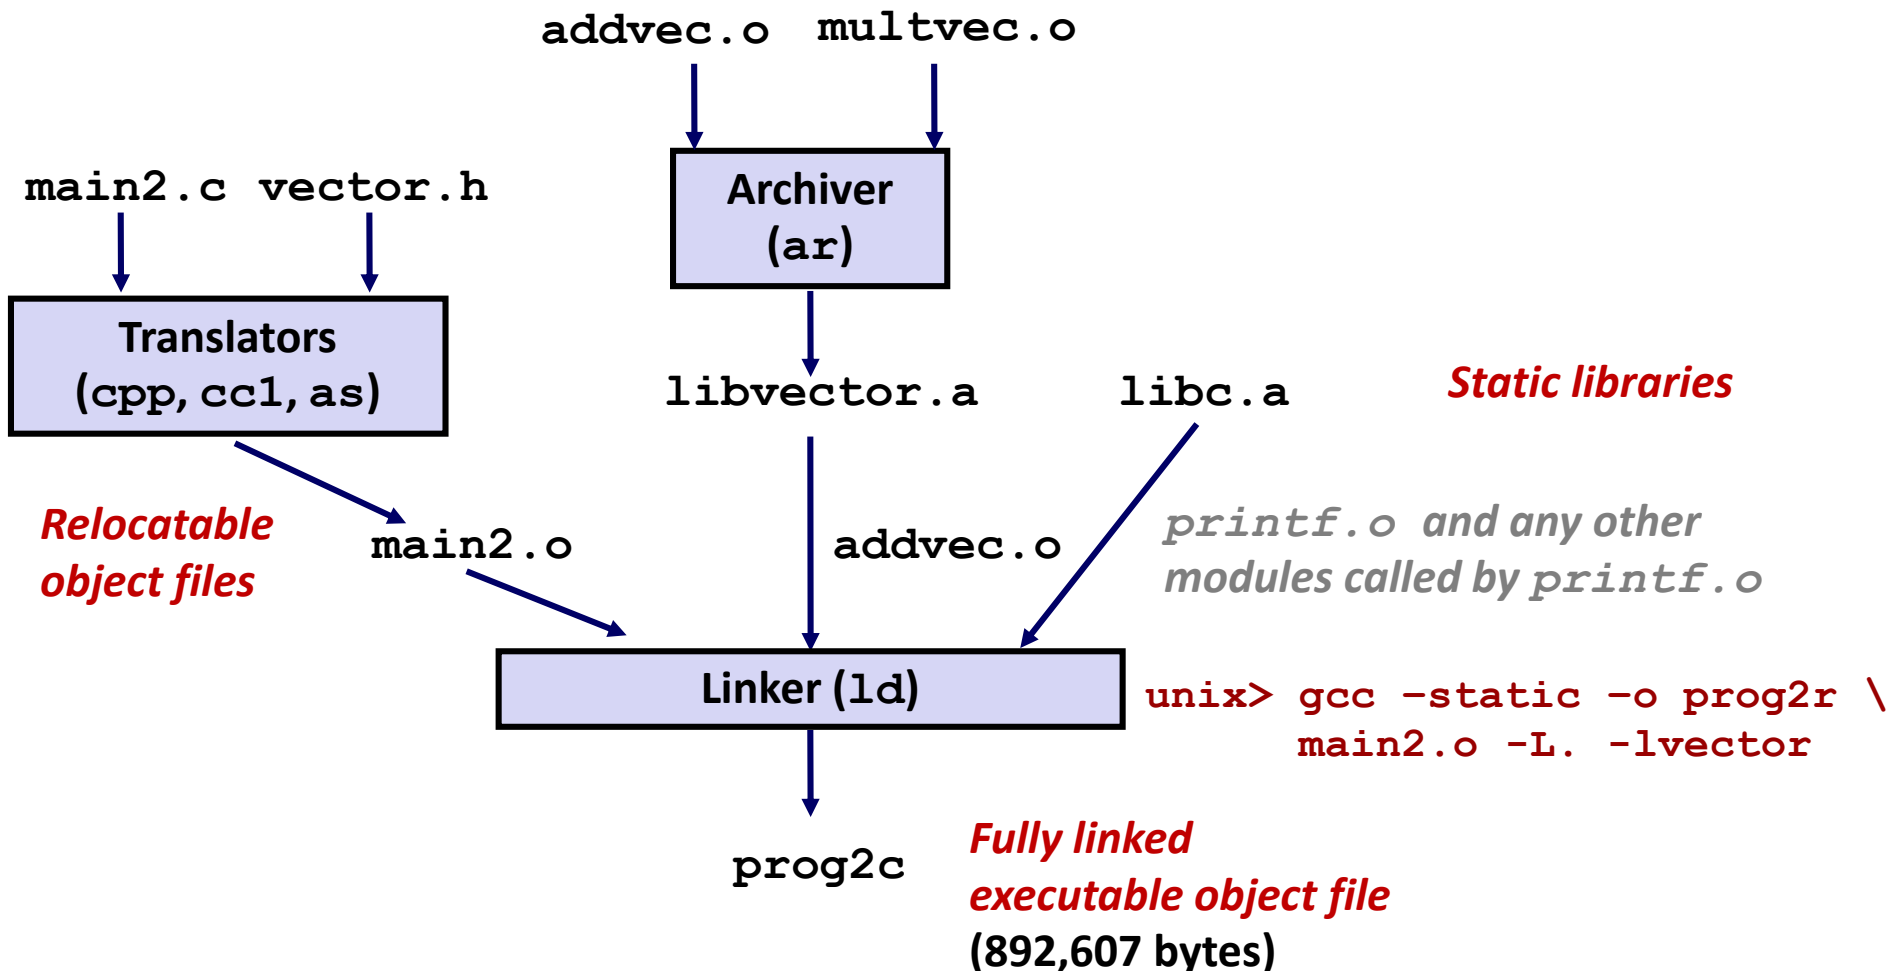 addvec.o multvec.o
main2.c vector.h
Archiver
(ar)
Translators
(cpp, cc1, as)
libvector.a
libc.a
Static libraries
Relocatable
object files
main2.o
addvec.o
printf.o and any other
modules called by printf.o
Linker (ld)
unix> gcc –static –o prog2r \
main2.o -L. -lvector
prog2c
Fully linked
executable object file
(892,607 bytes)